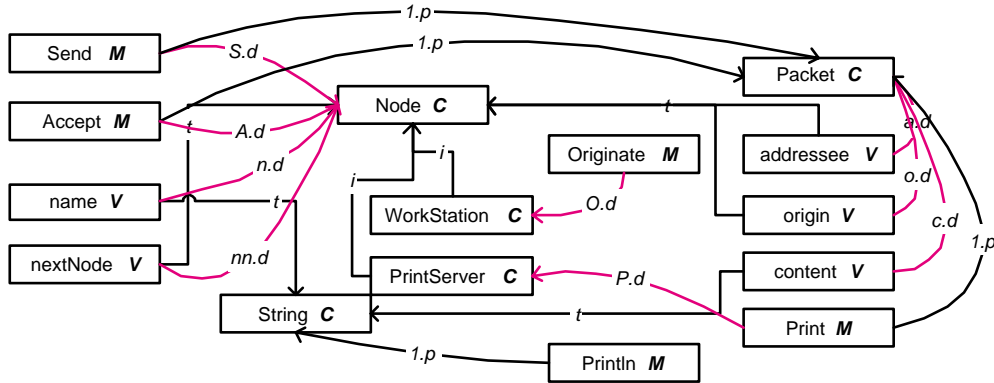 1.p
Send M
S.d
1.p
Packet C
Node C
Accept M
t
A.d
t
a.d
n.d
i
Originate M
addressee V
name V
t
i
O.d
o.d
WorkStation C
origin V
c.d
nextNode V
nn.d
1.p
PrintServer C
P.d
content V
String C
t
Print M
1.p
Println M